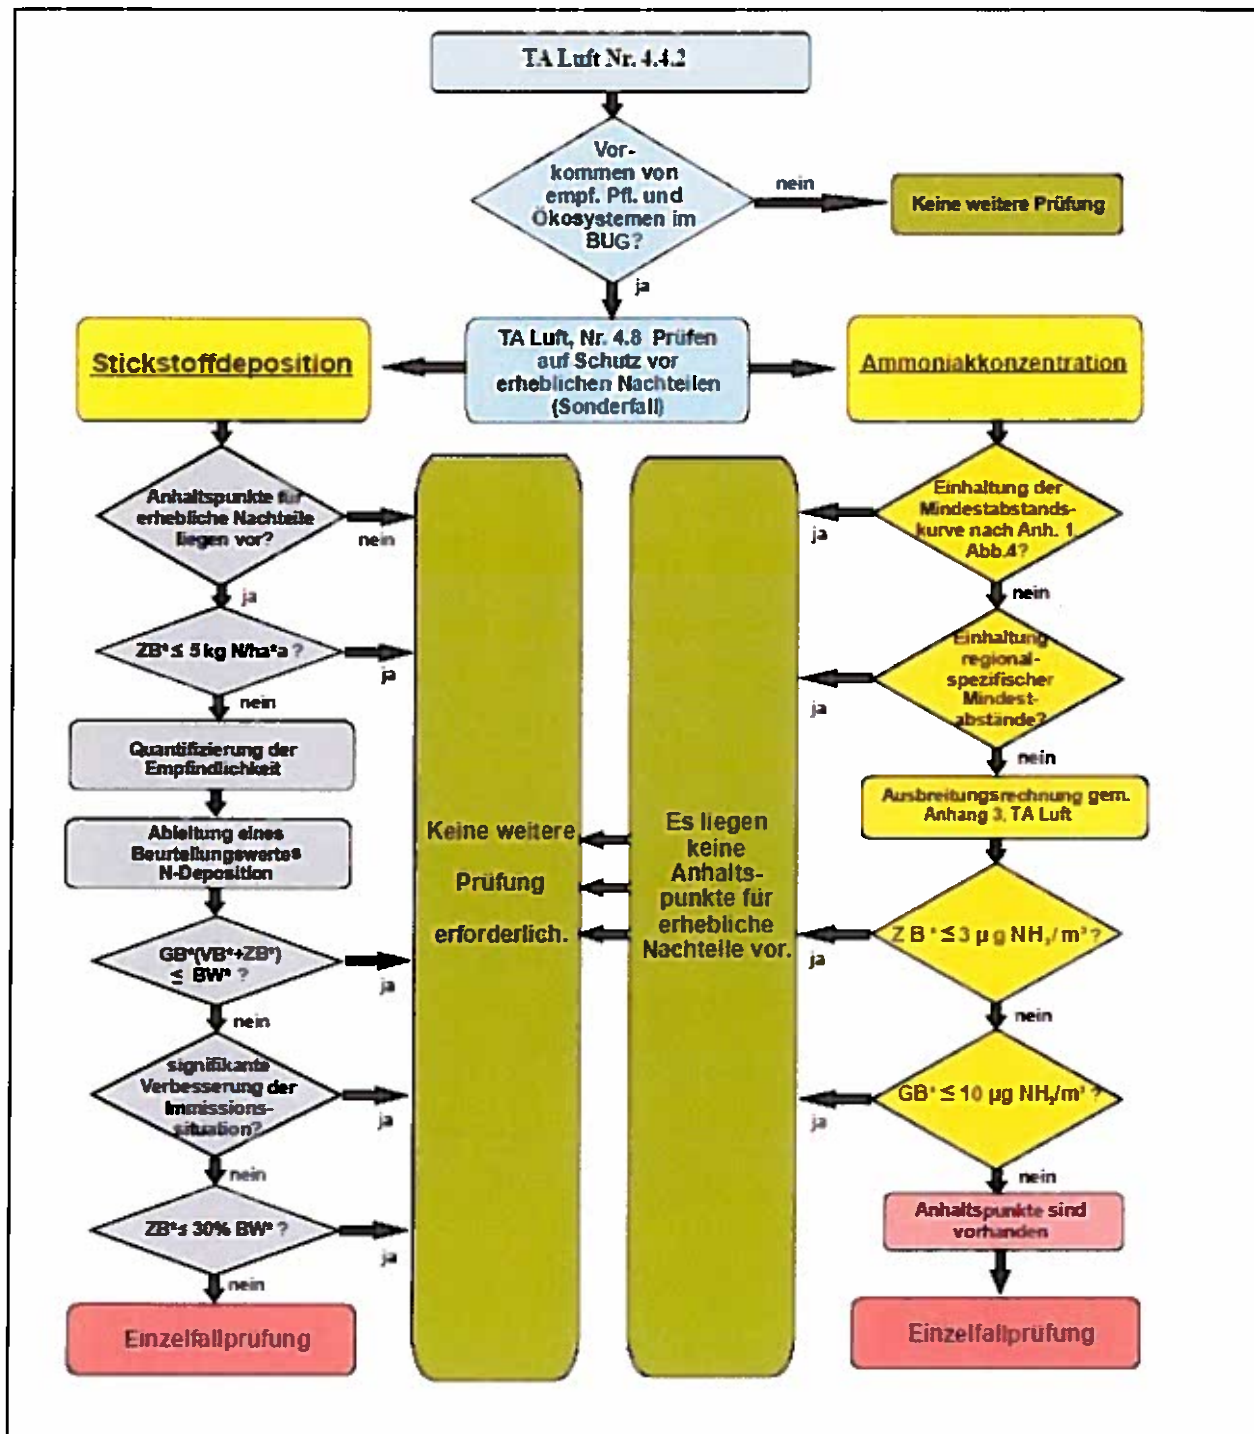 TA Luft Nr. 4.4.2
Vor-
kommen von
empf. Pfl. und
Ökosystemen im
BUG?
nein
Keine weitere Prüfung
ja
TA Luft, Nr. 4.8 Prüfen
auf Schutz vor
erheblichen Nachteilen
(Sonderfall)
Stickstoffdeposition
Anhaltspunkte für
erhebliche Nachteile
liegen vor?
nein
ja
ZB* ≤ 5 kg N/ha*a ?
ja
nein
Quantifizierung der
Empfindlichkeit
Ableitung eines
Beurteilungswertes
N-Deposition
GB*(VB*+ZB*)
≤ BW* ?
ja
nein
signifikante
Verbesserung der
Immissions-
situation?
ja
nein
ZB*≤ 30% BW* ?
ja
nein
Einzelfallprüfung
Keine weitere
Prüfung
erforderlich.
Es liegen
keine
Anhalts-
punkte für
erhebliche
Nachteile vor.
Ammoniakkonzentration
Einhaltung der
Mindestabstands-
kurve nach Anh. 1
Abb.4?
ja
nein
Einhaltung
regional-
spezifischer
Mindest-
abstände?
ja
nein
Ausbreitungsrechnung gem.
Anhang 3, TA Luft
ZB* ≤ 3 µg NH₃/m³ ?
ja
nein
GB* ≤ 10 µg NH₃/m³ ?
ja
nein
Anhaltspunkte sind
vorhanden
Einzelfallprüfung